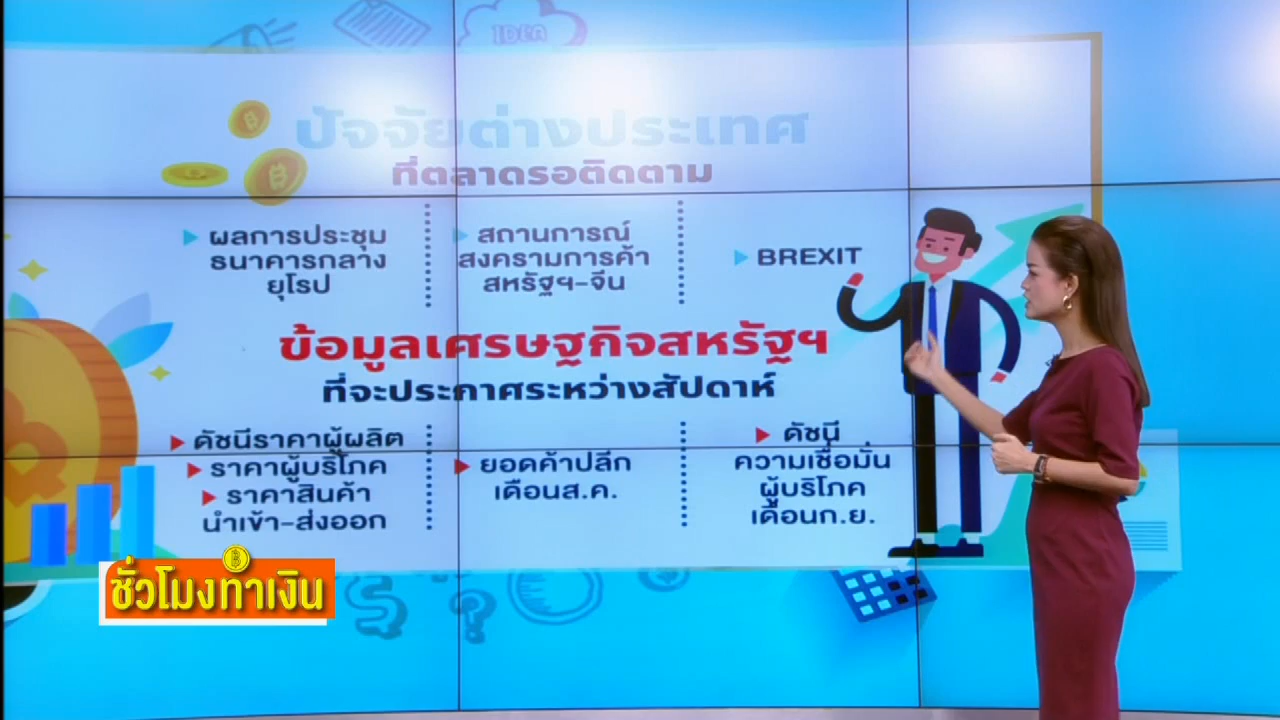 IDEA
ปัจจัยต่างประเทศ
ที่ตลาดรอติดตาม
ผลการประชุม
ธนาคารกลาง
ยุโรป
สถานการณ์
สงครามการค้า
สหรัฐฯ-จีน
BREXIT
ข้อมูลเศรษฐกิจสหรัฐฯ
ที่จะประกาศระหว่างสัปดาห์
ดัชนีราคาผู้ผลิต
ราคาผู้บริโภค
ราคาสินค้า
นำเข้า-ส่งออก
ยอดค้าปลีก
เดือนส.ค.
ดัชนี
ความเชื่อมั่น
ผู้บริโภค
เดือนก.ย.
ชั่วโมงทำเงิน